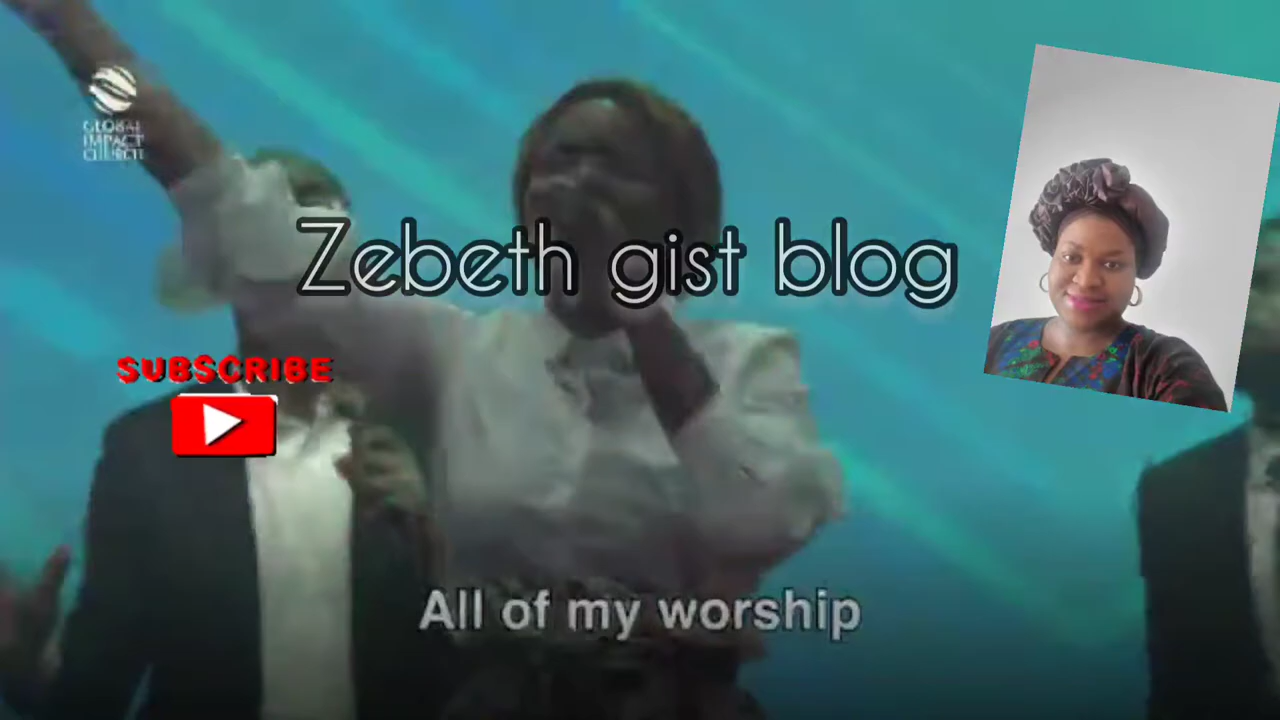 GLOBAL
IMPACT
CHURCH
Zebeth gist blog
SUBSCRIBE
All of my worship